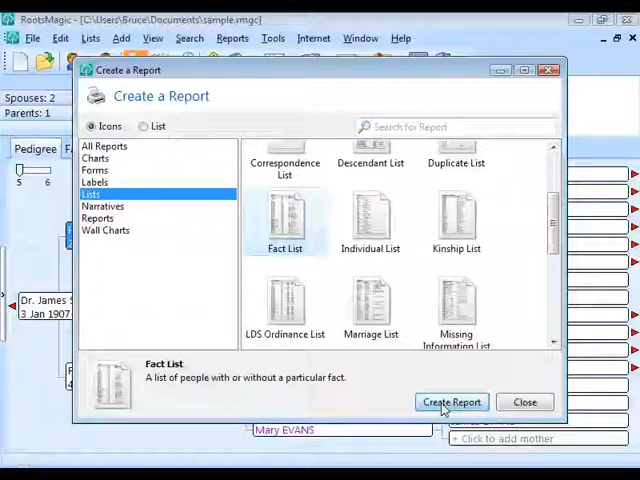 RootsMagic - [C:\Users\Bruce\Documents\sample.rmgc]
File Edit Lists Add View Search Reports Tools Internet Window Help
Create a Report
Create a Report
Spouses: 2
Parents: 1
Icons List
Search for Report
Pedigree
5 6
All Reports
Charts
Forms
Labels
Lists
Narratives
Reports
Wall Charts
Correspondence List
Descendant List
Duplicate List
Fact List
Individual List
Kinship List
LDS Ordinance List
Marriage List
Missing Information List
Dr. James S
3 Jan 1907
Fact List
A list of people with or without a particular fact.
Create Report
Close
Mary EVANS
+ Click to add mother